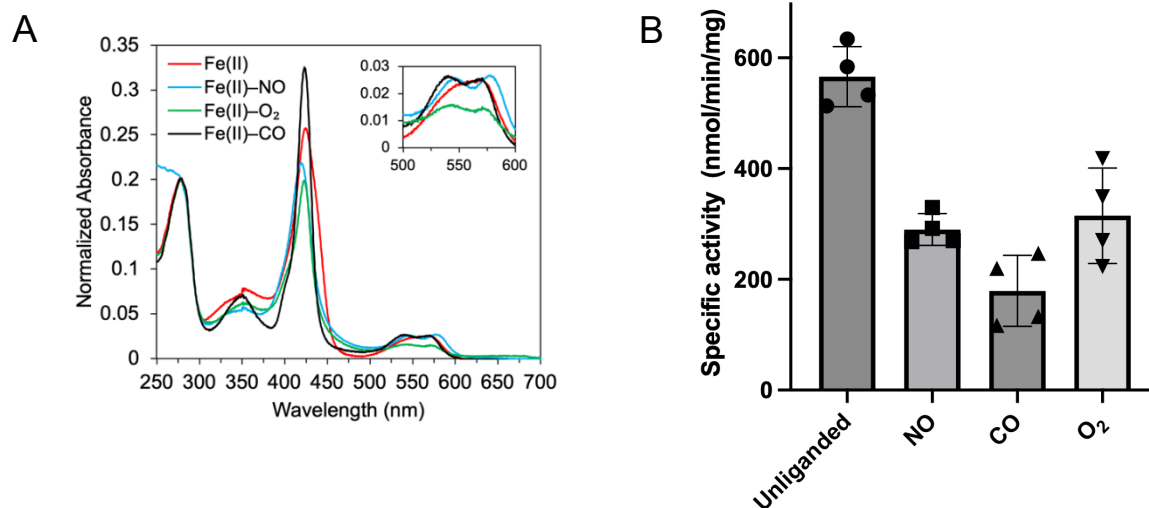 A
Normalized Absorbance
0.35
0.3
0.25
0.2
0.15
0.1
0.05
0
Fe(II)
Fe(II)–NO
Fe(II)–O₂
Fe(II)–CO
0.03
0.02
0.01
0
500 550 600
250 300 350 400 450 500 550 600 650 700
Wavelength (nm)
B
Specific activity (nmol/min/mg)
600
400
200
0
Unliganded
NO
CO
O₂